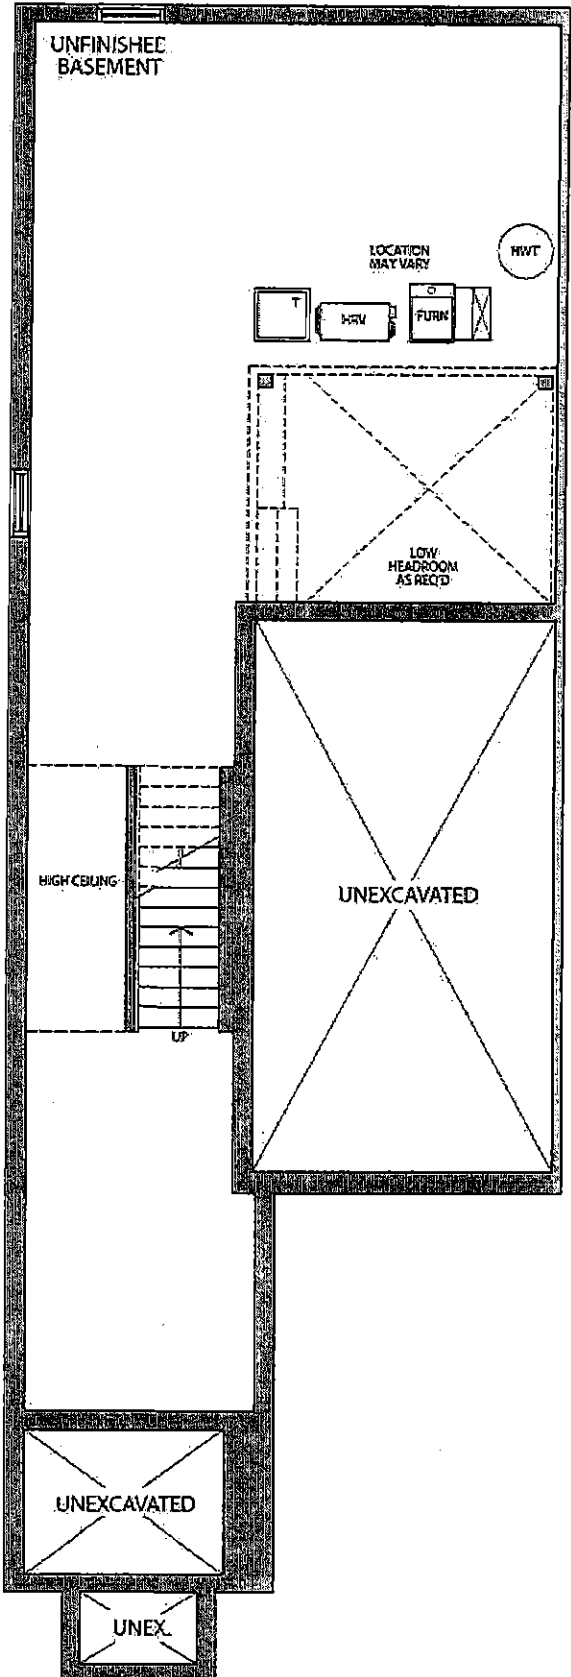 UNFINISHED
BASEMENT
LOCATION
MAY VARY
HWT
T
HRV
FURN
LOW
HEADROOM
AS REQ'D
HIGH CEILING
UNEXCAVATED
UP
UNEXCAVATED
UNEX.